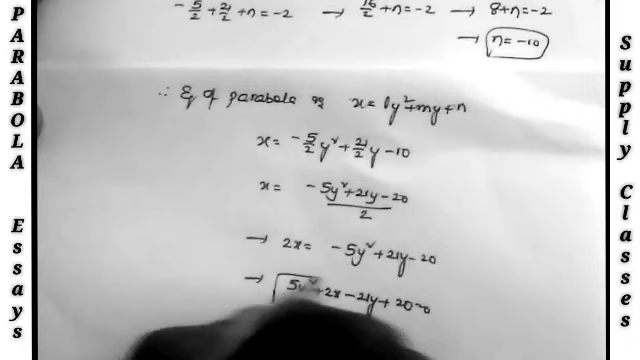 PARABOLA Essays
Supply Classes
-5/2 + 21/2 + n = -2 → 16/2 + n = -2 → 8 + n = -2
→ n = -10
∴ Eq of parabola is x = ly² + my + n
x = -5/2 y² + 21/2 y - 10
x = (-5y² + 21y - 20)/2
→ 2x = -5y² + 21y - 20
→ 5y² + 2x - 21y + 20 = 0